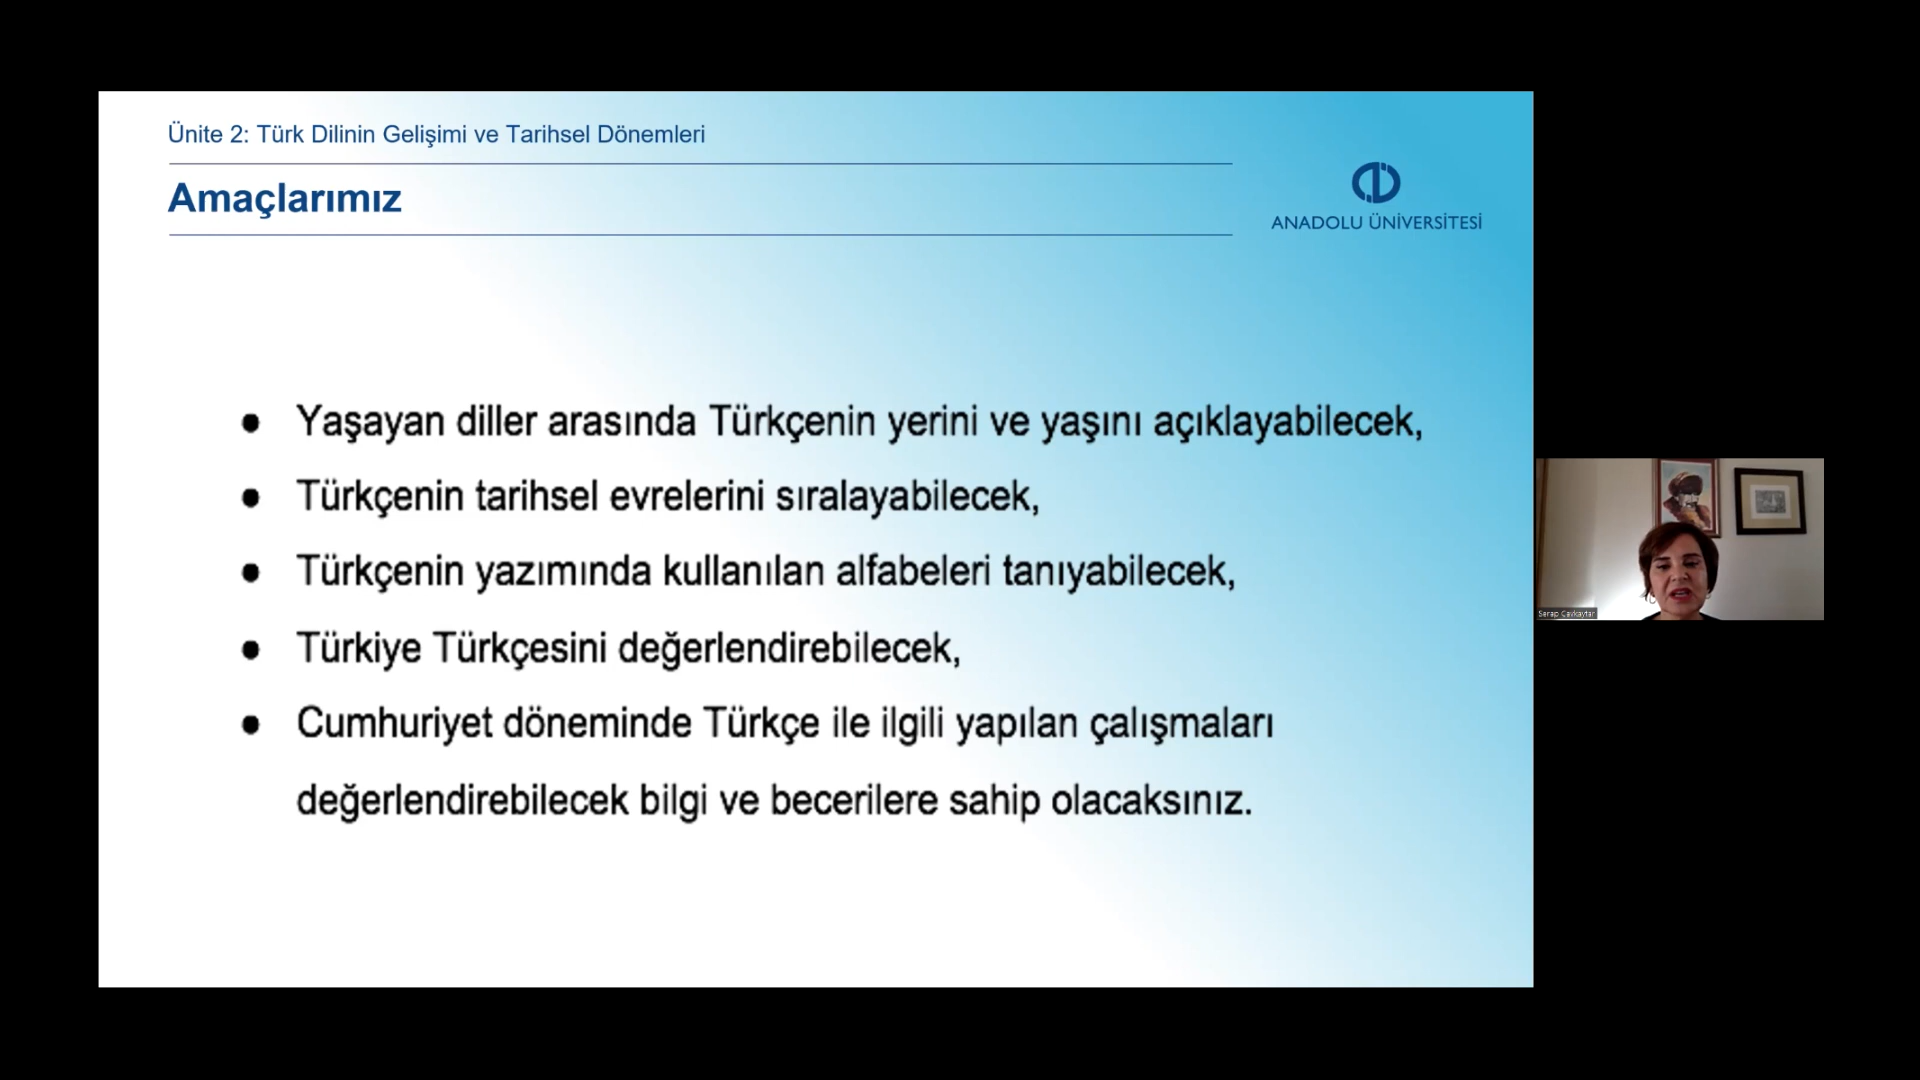 Ünite 2: Türk Dilinin Gelişimi ve Tarihsel Dönemleri
Amaçlarımız
ANADOLU ÜNİVERSİTESİ
● Yaşayan diller arasında Türkçenin yerini ve yaşını açıklayabilecek,
● Türkçenin tarihsel evrelerini sıralayabilecek,
● Türkçenin yazımında kullanılan alfabeleri tanıyabilecek,
● Türkiye Türkçesini değerlendirebilecek,
● Cumhuriyet döneminde Türkçe ile ilgili yapılan çalışmaları
değerlendirebilecek bilgi ve becerilere sahip olacaksınız.
Serap Cavkaytar